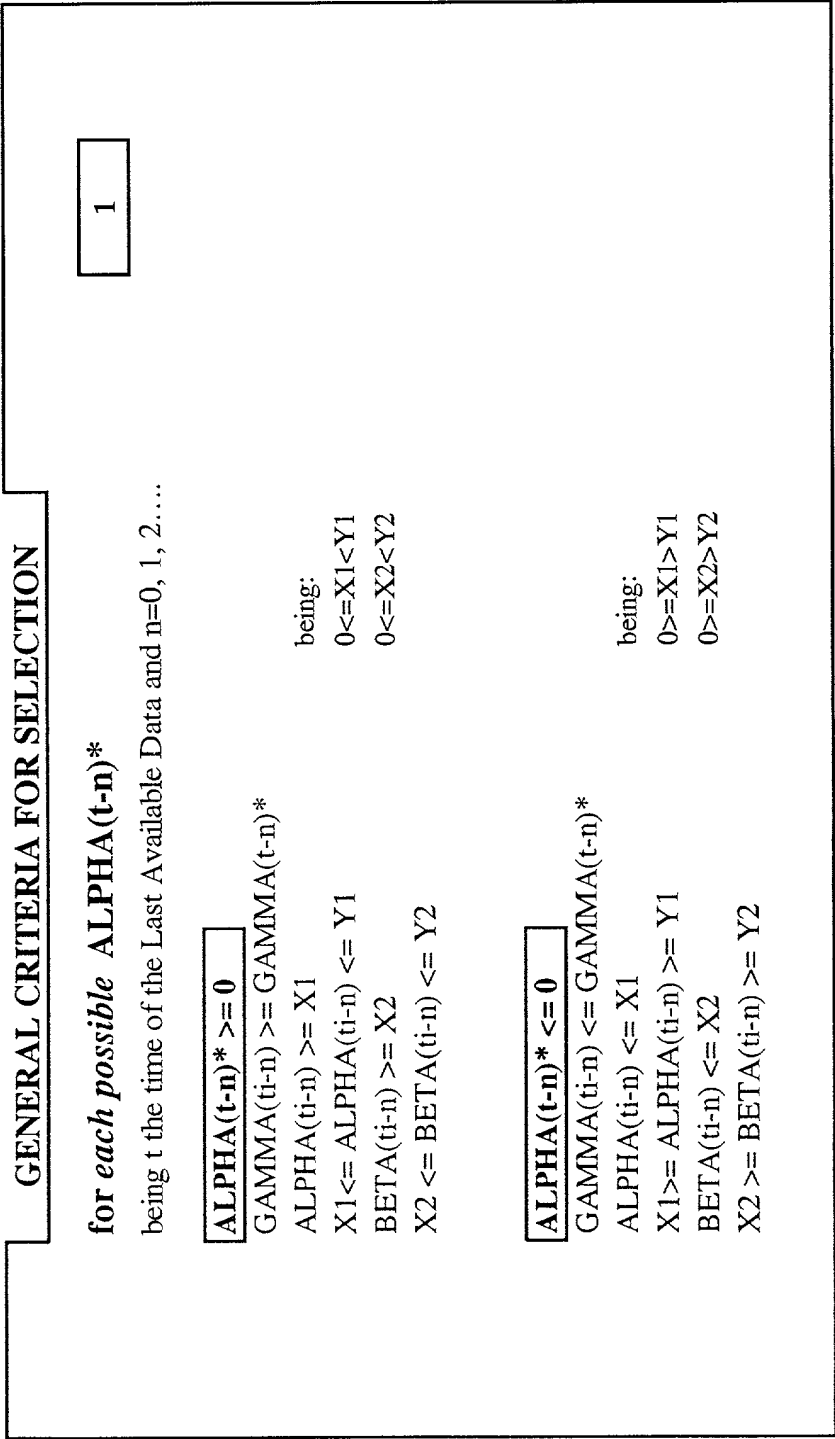 GENERAL CRITERIA FOR SELECTION
1
for each possible ALPHA(t-n)*
being t the time of the Last Available Data and n=0, 1, 2....
ALPHA(t-n)* >= 0
GAMMA(ti-n) >= GAMMA(t-n)*
ALPHA(ti-n) >= X1
being:
X1<= ALPHA(ti-n) <= Y1
0<=X1<Y1
BETA(ti-n) >= X2
0<=X2<Y2
X2 <= BETA(ti-n) <= Y2
ALPHA(t-n)* <= 0
GAMMA(ti-n) <= GAMMA(t-n)*
ALPHA(ti-n) <= X1
being:
X1>= ALPHA(ti-n) >= Y1
0>=X1>Y1
BETA(ti-n) <= X2
0>=X2>Y2
X2 >= BETA(ti-n) >= Y2